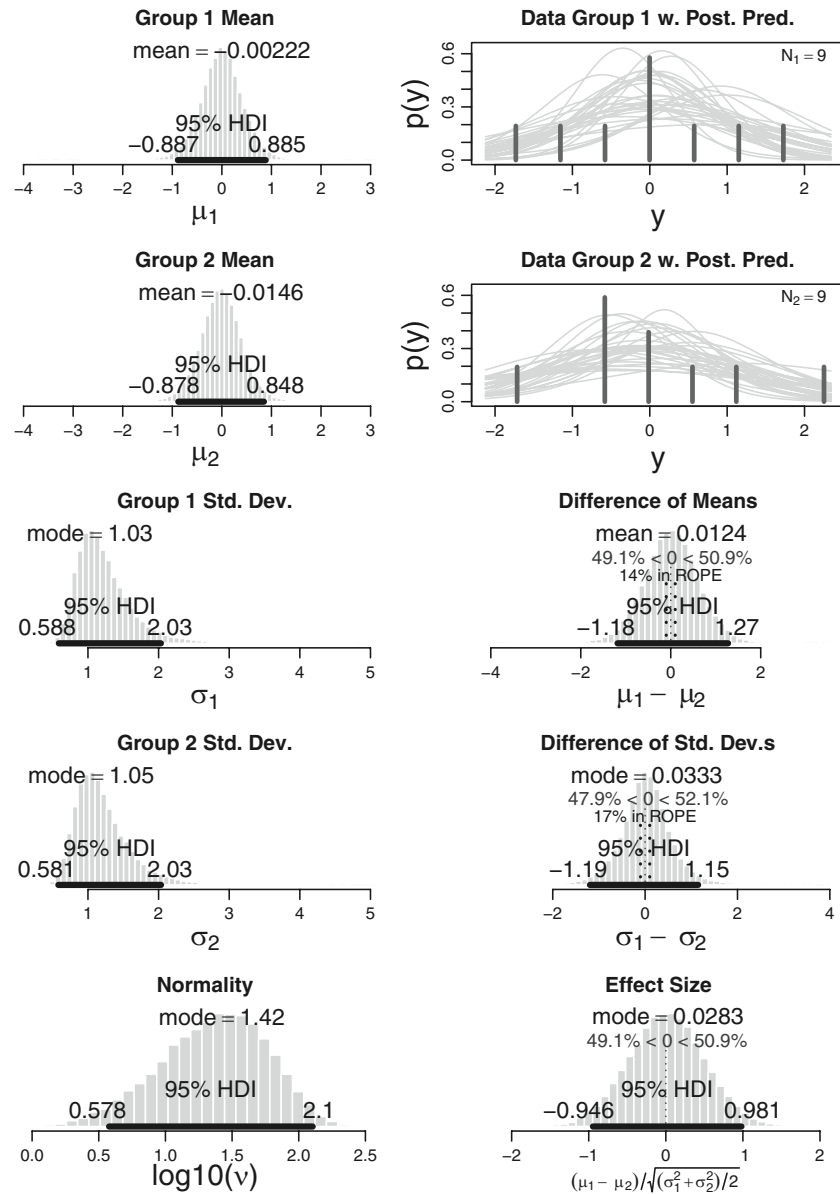 Group 1 Mean
mean = −0.00222
95% HDI
−0.887 0.885
−4 −3 −2 −1 0 1 2 3
μ1
Data Group 1 w. Post. Pred.
N1 = 9
p(y)
0.0 0.3 0.6
−2 −1 0 1 2
y
Group 2 Mean
mean = −0.0146
95% HDI
−0.878 0.848
−4 −3 −2 −1 0 1 2 3
μ2
Data Group 2 w. Post. Pred.
N2 = 9
p(y)
0.0 0.3 0.6
−2 −1 0 1 2
y
Group 1 Std. Dev.
mode = 1.03
95% HDI
0.588 2.03
1 2 3 4 5
σ1
Difference of Means
mean = 0.0124
49.1% < 0 < 50.9%
14% in ROPE
95% HDI
−1.18 1.27
−4 −2 0 2
μ1 − μ2
Group 2 Std. Dev.
mode = 1.05
95% HDI
0.581 2.03
1 2 3 4 5
σ2
Difference of Std. Dev.s
mode = 0.0333
47.9% < 0 < 52.1%
17% in ROPE
95% HDI
−1.19 1.15
−2 0 2 4
σ1 − σ2
Normality
mode = 1.42
95% HDI
0.578 2.1
0.0 0.5 1.0 1.5 2.0 2.5
log10(ν)
Effect Size
mode = 0.0283
49.1% < 0 < 50.9%
95% HDI
−0.946 0.981
−2 −1 0 1 2
(μ1 − μ2)/√(σ1² + σ2²)/2